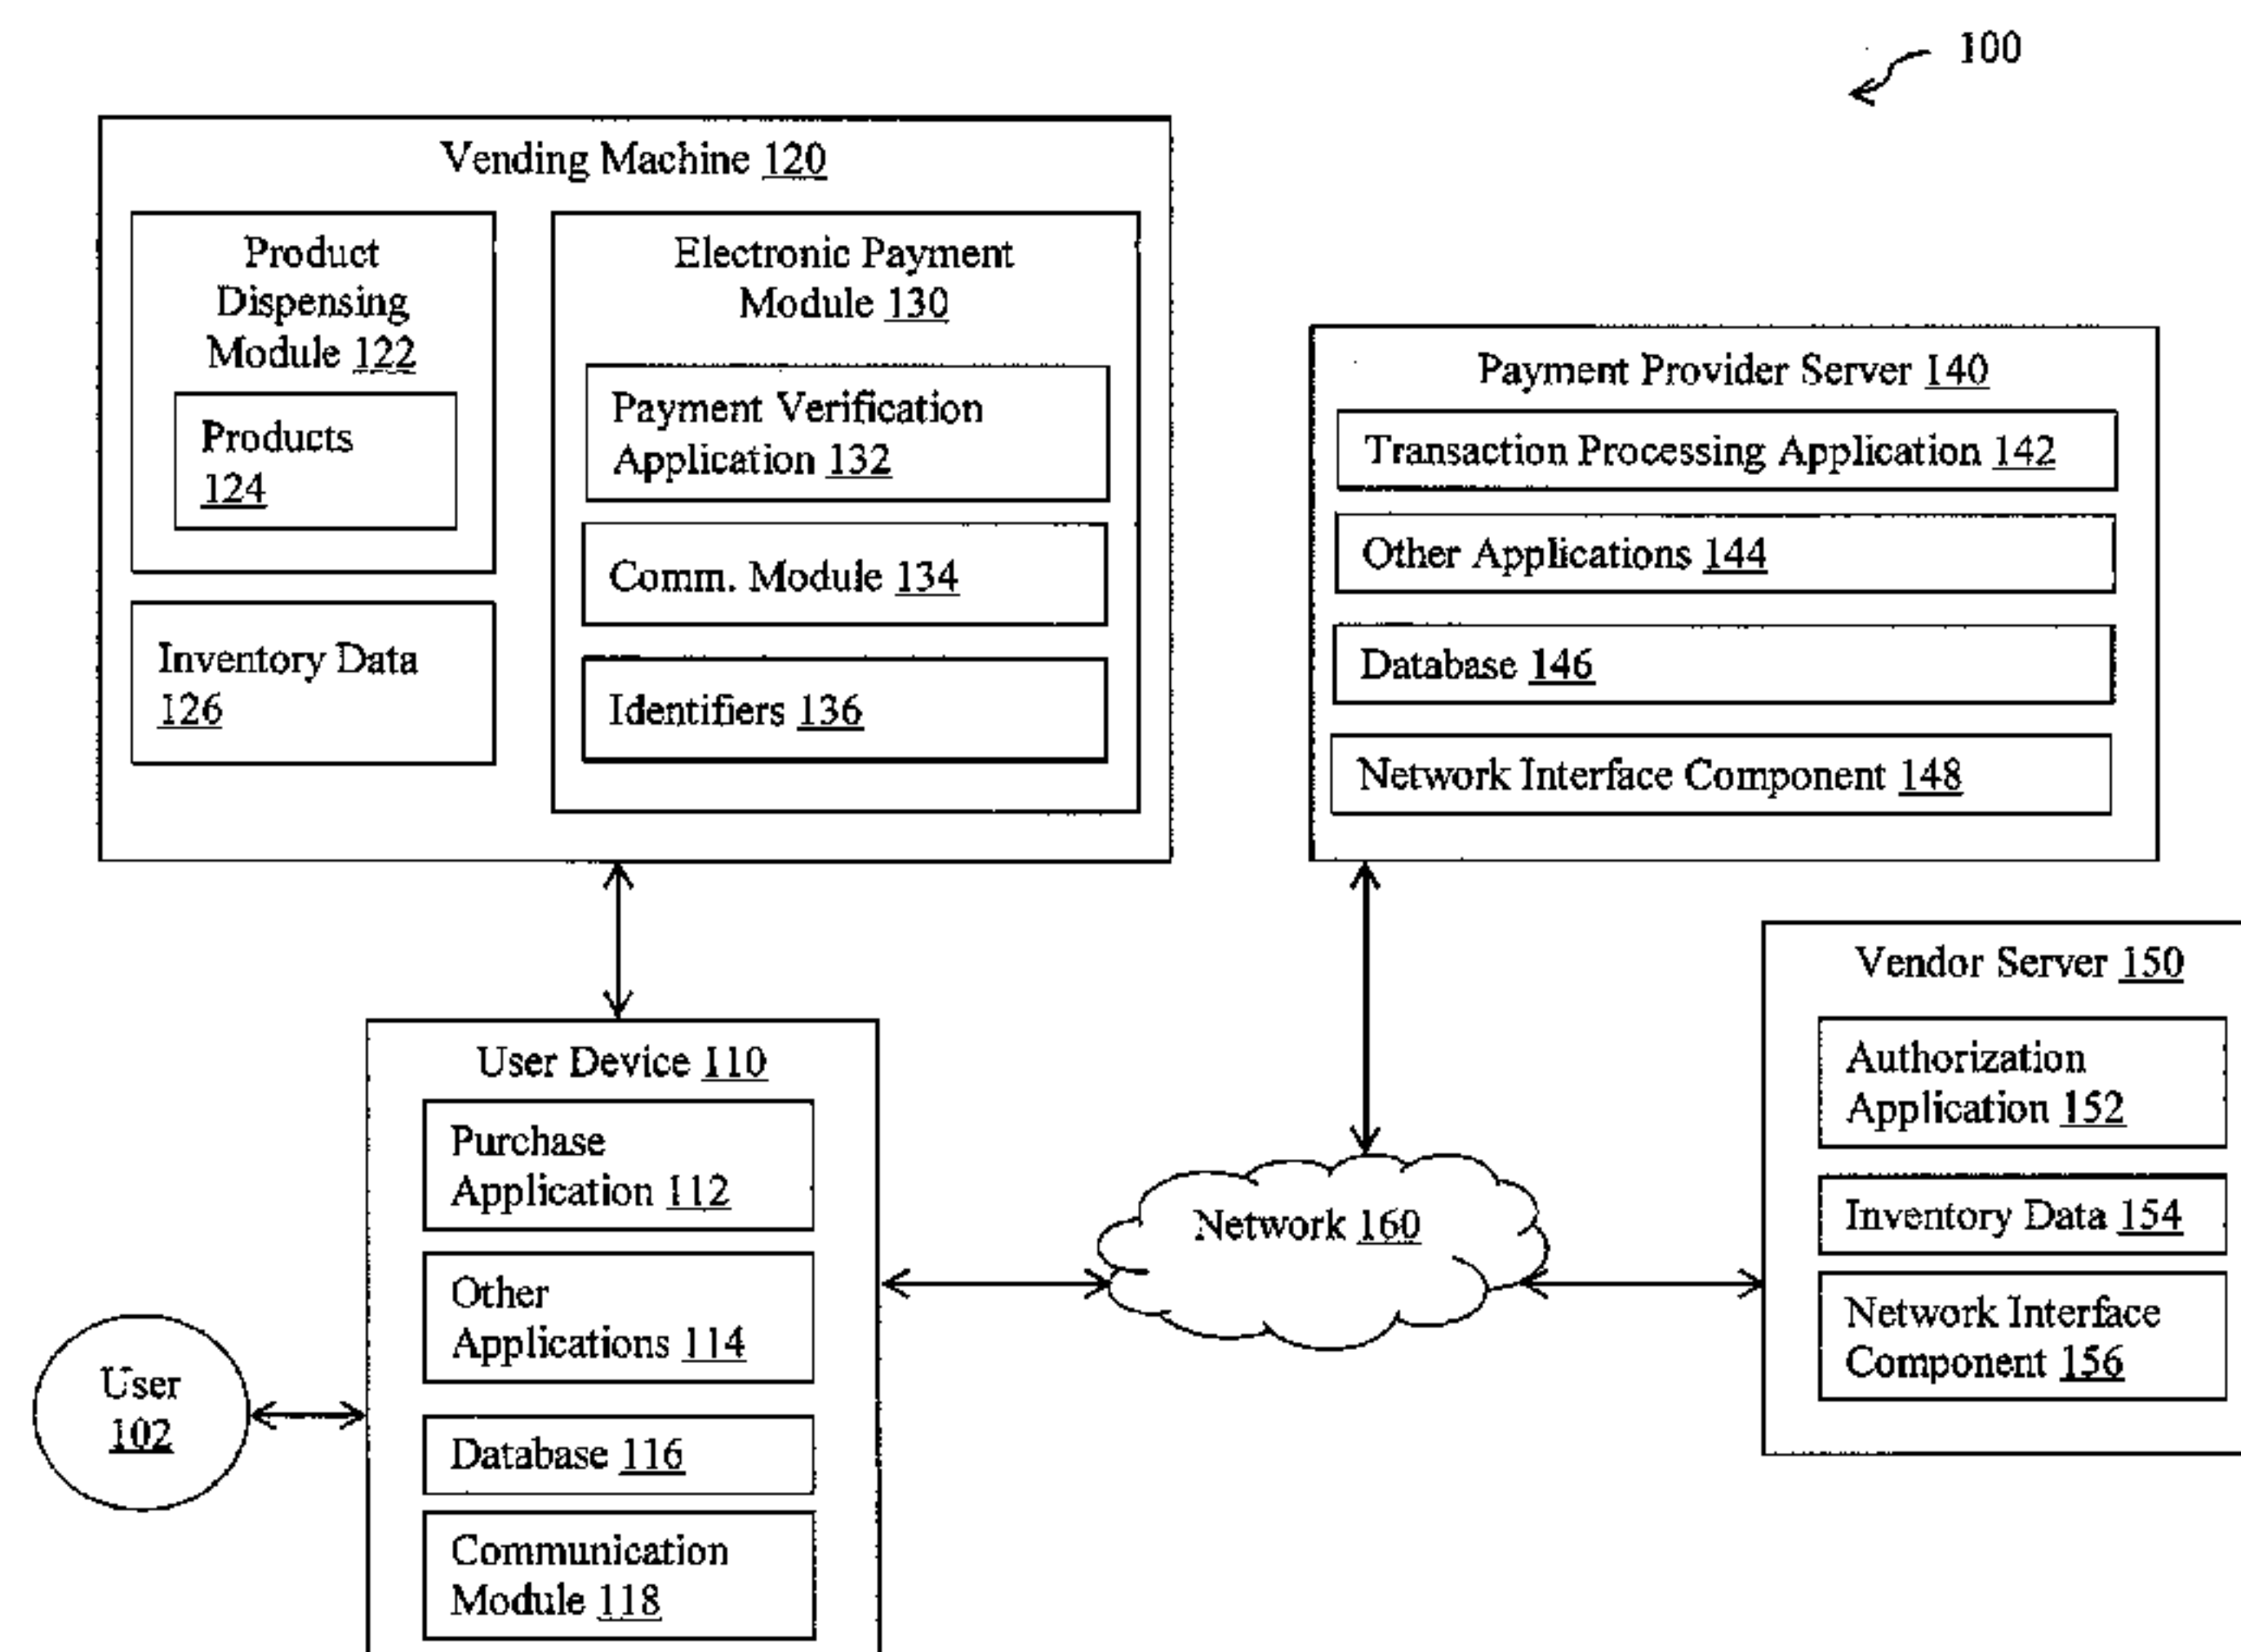 100
Vending Machine 120
Product
Dispensing
Module 122
Products
124
Inventory Data
126
Electronic Payment
Module 130
Payment Verification
Application 132
Comm. Module 134
Identifiers 136
Payment Provider Server 140
Transaction Processing Application 142
Other Applications 144
Database 146
Network Interface Component 148
User Device 110
Purchase
Application 112
Other
Applications 114
Database 116
Communication
Module 118
User
102
Network 160
Vendor Server 150
Authorization
Application 152
Inventory Data 154
Network Interface
Component 156